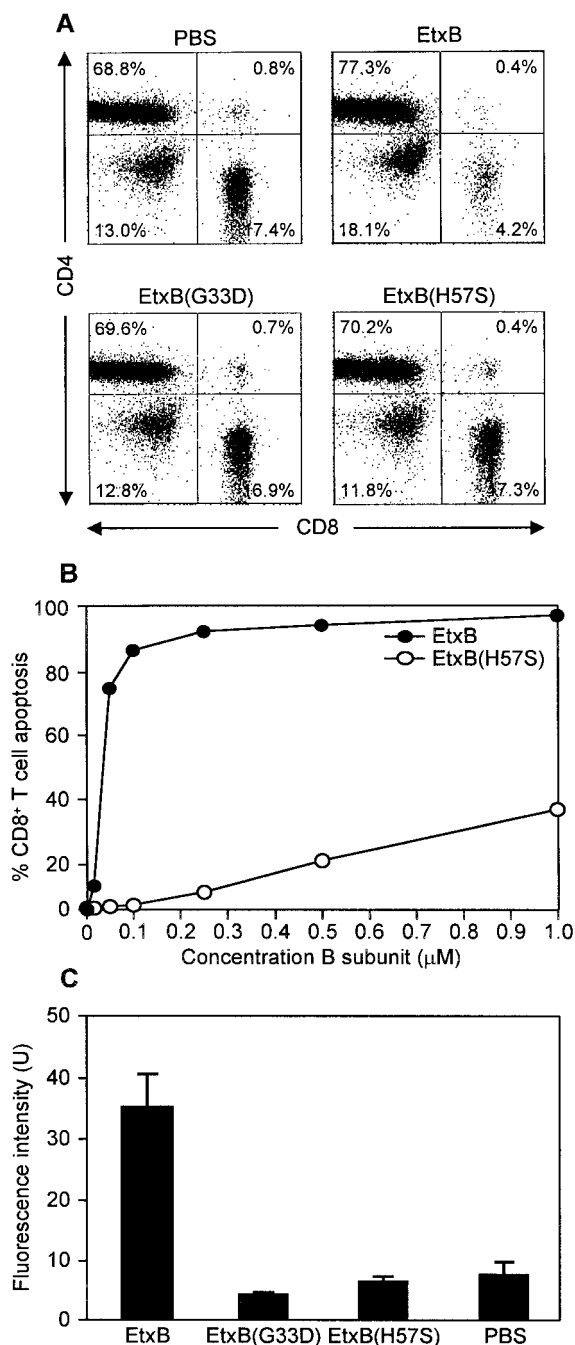 A
PBS
EtxB
68.8%
0.8%
77.3%
0.4%
13.0%
7.4%
18.1%
4.2%
EtxB(G33D)
EtxB(H57S)
69.6%
0.7%
70.2%
0.4%
12.8%
6.9%
11.8%
7.3%
CD4
CD8
B
100
80
60
40
20
0
% CD8+ T cell apoptosis
EtxB
EtxB(H57S)
0 0.1 0.2 0.3 0.4 0.5 0.6 0.7 0.8 0.9 1.0
Concentration B subunit (μM)
C
50
40
30
20
10
0
Fluorescence intensity (U)
EtxB EtxB(G33D) EtxB(H57S) PBS